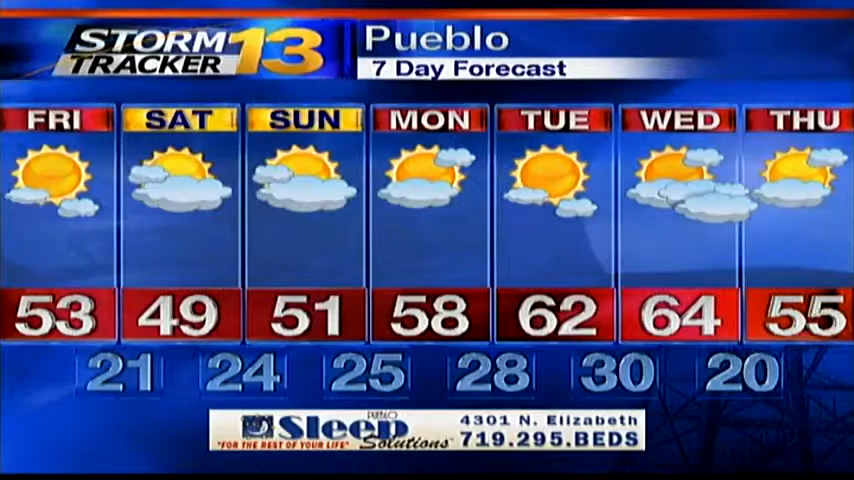 STORM TRACKER 13
Pueblo
7 Day Forecast
FRI SAT SUN MON TUE WED THU
53 49 51 58 62 64 55
21 24 25 28 30 20
PUEBLO
Sleep Solutions
"FOR THE REST OF YOUR LIFE"
4301 N. Elizabeth
719.295.BEDS